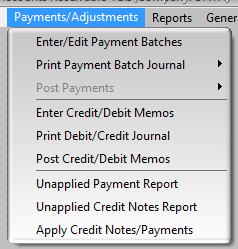 Payments/Adjustments Reports Gener
Enter/Edit Payment Batches
Print Payment Batch Journal
Post Payments
Enter Credit/Debit Memos
Print Debit/Credit Journal
Post Credit/Debit Memos
Unapplied Payment Report
Unapplied Credit Notes Report
Apply Credit Notes/Payments